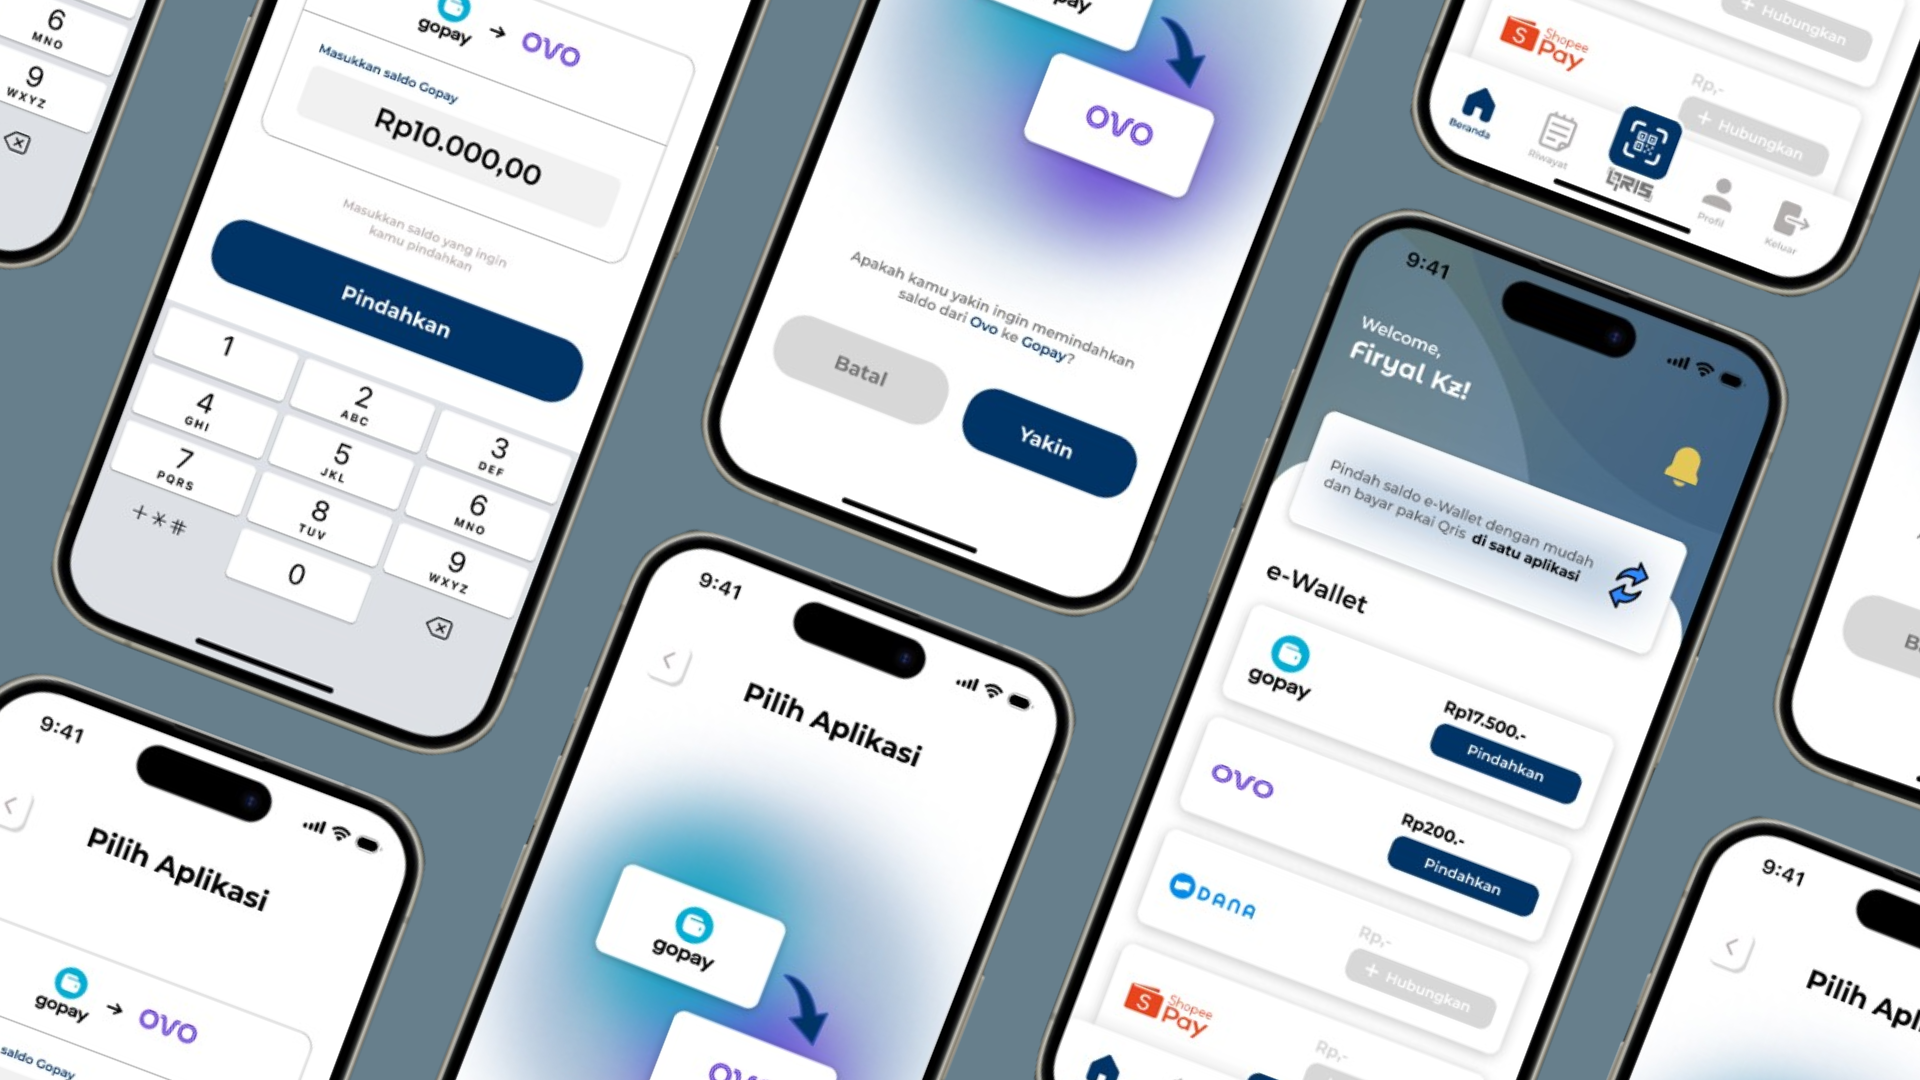 6
MNO
9
WXYZ
gopay → OVO
Masukkan saldo Gopay
Rp10.000,00
Masukkan saldo yang ingin
kamu pindahkan
Pindahkan
1
2
ABC
3
DEF
4
GHI
5
JKL
6
MNO
7
PQRS
8
TUV
9
WXYZ
+*#
0
9:41
Pilih Aplikasi
gopay → OVO
saldo Gopay
OVO
Apakah kamu yakin ingin memindahkan
saldo dari Ovo ke Gopay?
Batal
Yakin
9:41
Pilih Aplikasi
gopay
+ Hubungkan
Shopee
Pay
Rp,-
+ Hubungkan
Beranda
Riwayat
QRIS
Profil
Keluar
9:41
Welcome,
Firyal Kz!
Pindah saldo e-Wallet dengan mudah
dan bayar pakai Qris di satu aplikasi
e-Wallet
gopay
Rp17.500.-
Pindahkan
OVO
Rp200.-
Pindahkan
DANA
Rp,-
+ Hubungkan
Shopee
Pay
Rp,-
9:41